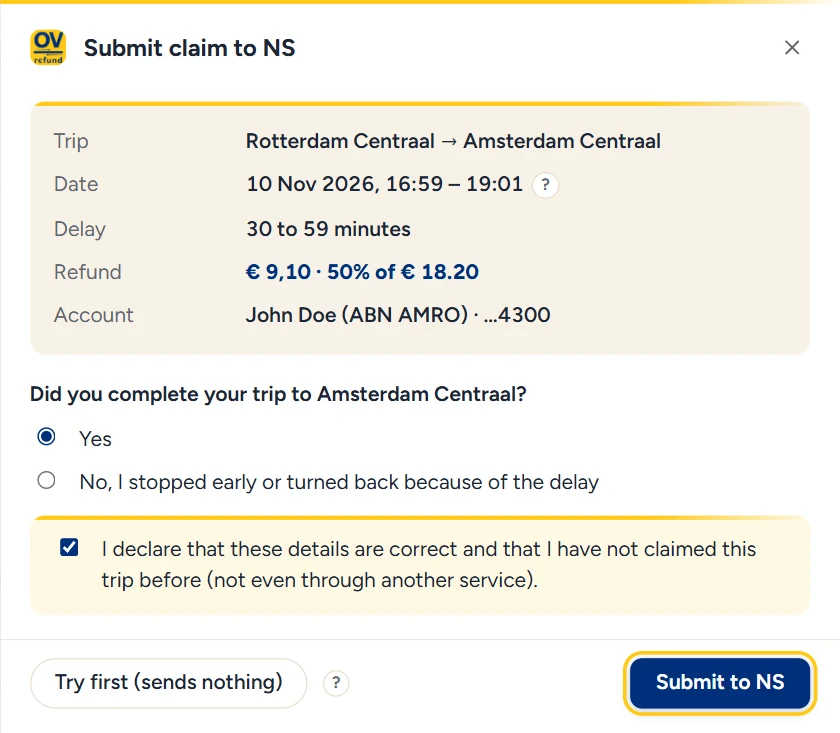 OV
refund
Submit claim to NS
Trip
Rotterdam Centraal → Amsterdam Centraal
Date
10 Nov 2026, 16:59 – 19:01 ?
Delay
30 to 59 minutes
Refund
€ 9,10 · 50% of € 18.20
Account
John Doe (ABN AMRO) · ...4300
Did you complete your trip to Amsterdam Centraal?
Yes
No, I stopped early or turned back because of the delay
I declare that these details are correct and that I have not claimed this
trip before (not even through another service).
Try first (sends nothing) ?
Submit to NS